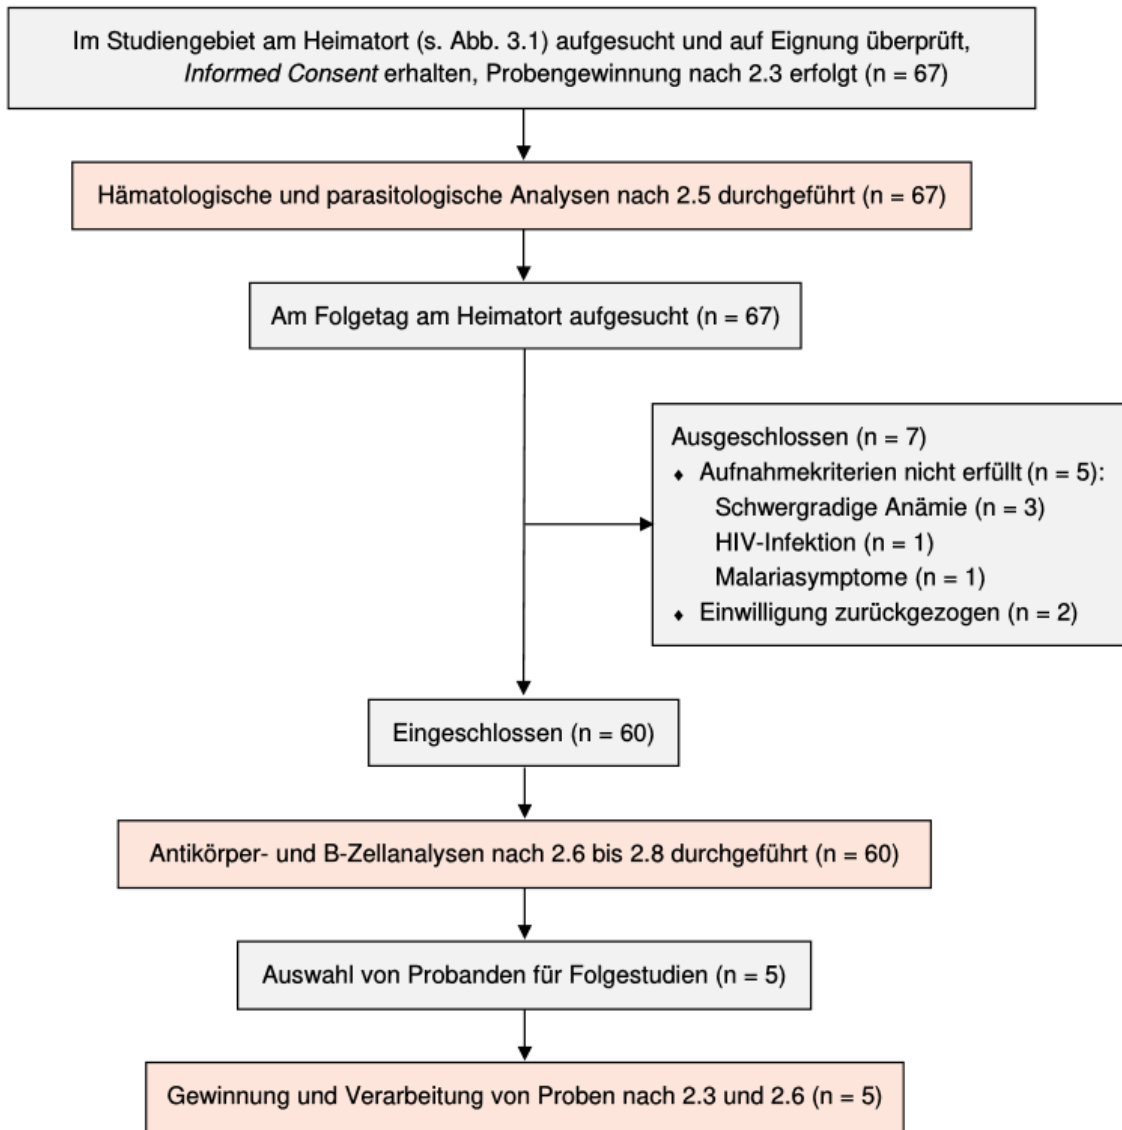 Im Studiengebiet am Heimatort (s. Abb. 3.1) aufgesucht und auf Eignung überprüft,
Informed Consent erhalten, Probengewinnung nach 2.3 erfolgt (n = 67)
Hämatologische und parasitologische Analysen nach 2.5 durchgeführt (n = 67)
Am Folgetag am Heimatort aufgesucht (n = 67)
Ausgeschlossen (n = 7)
⬧ Aufnahmekriterien nicht erfüllt (n = 5):
Schwergradige Anämie (n = 3)
HIV-Infektion (n = 1)
Malariasymptome (n = 1)
⬧ Einwilligung zurückgezogen (n = 2)
Eingeschlossen (n = 60)
Antikörper- und B-Zellanalysen nach 2.6 bis 2.8 durchgeführt (n = 60)
Auswahl von Probanden für Folgestudien (n = 5)
Gewinnung und Verarbeitung von Proben nach 2.3 und 2.6 (n = 5)